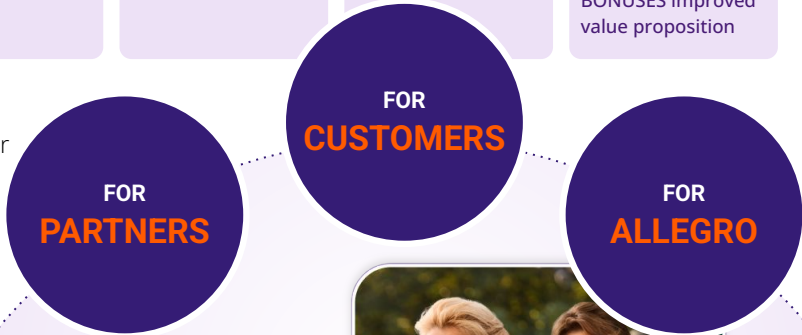 BONUSES improved
value proposition
FOR
CUSTOMERS
r
FOR
PARTNERS
FOR
ALLEGRO